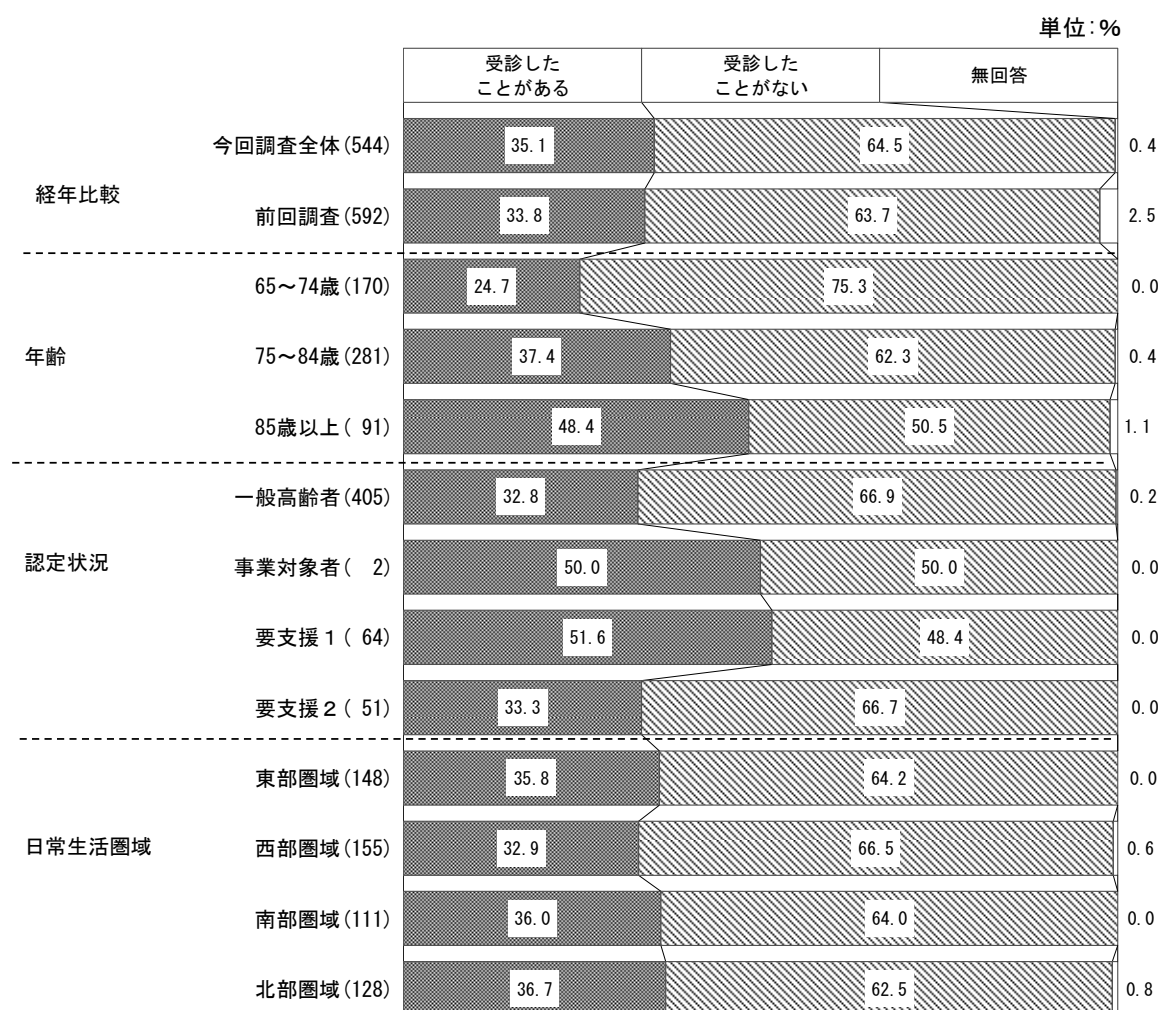 単位:%
受診した
ことがある
受診した
ことがない
無回答
経年比較
今回調査全体(544) 35.1 64.5 0.4
前回調査(592) 33.8 63.7 2.5
年齢
65～74歳(170) 24.7 75.3 0.0
75～84歳(281) 37.4 62.3 0.4
85歳以上( 91) 48.4 50.5 1.1
認定状況
一般高齢者(405) 32.8 66.9 0.2
事業対象者( 2) 50.0 50.0 0.0
要支援１( 64) 51.6 48.4 0.0
要支援２( 51) 33.3 66.7 0.0
日常生活圏域
東部圏域(148) 35.8 64.2 0.0
西部圏域(155) 32.9 66.5 0.6
南部圏域(111) 36.0 64.0 0.0
北部圏域(128) 36.7 62.5 0.8